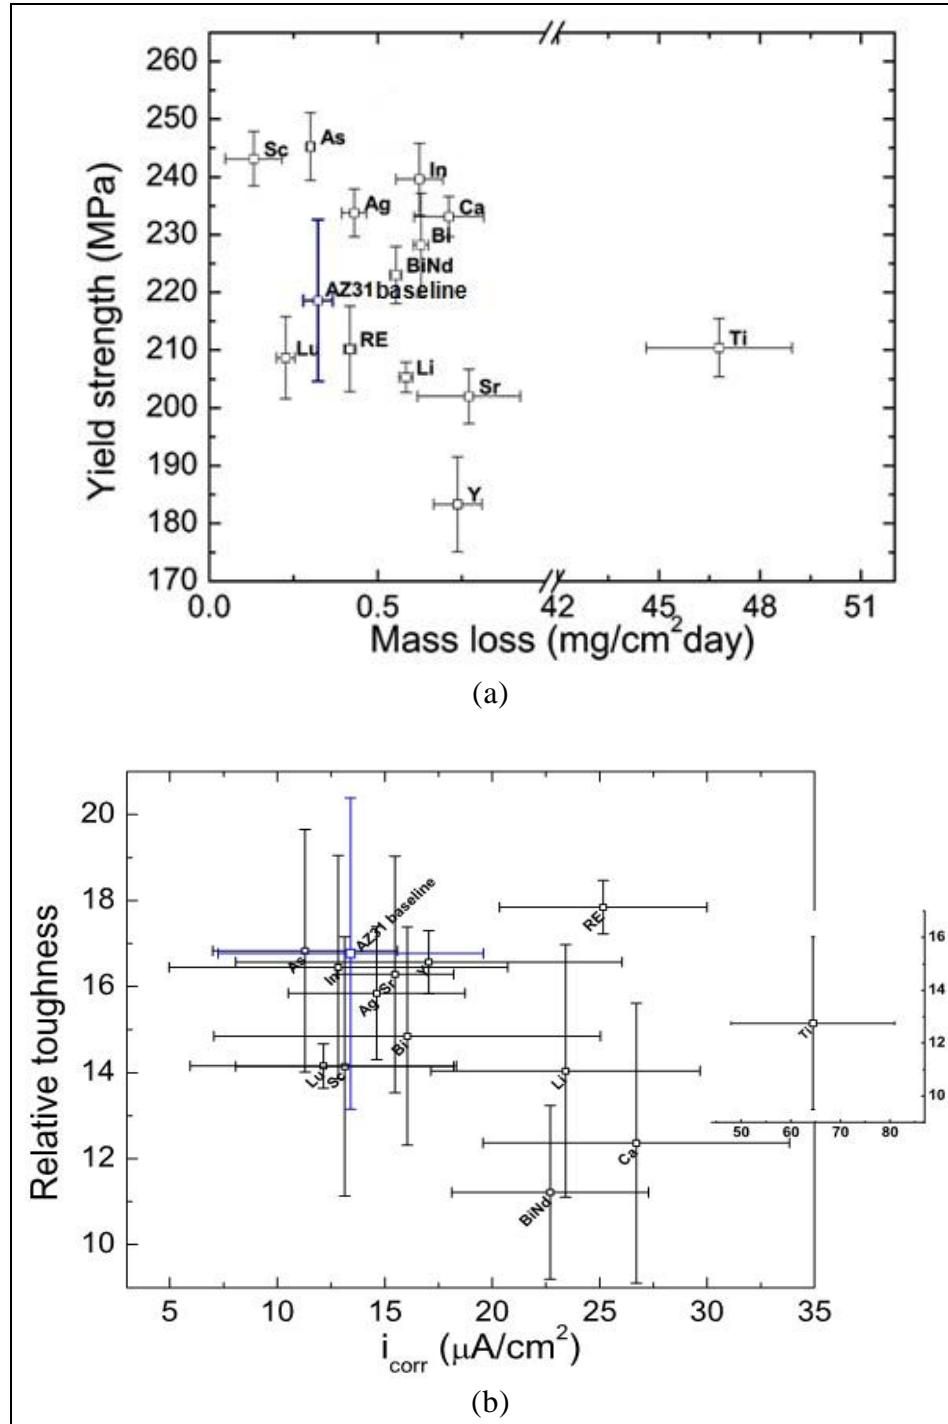 260
250
240
230
220
210
200
190
180
170
Yield strength (MPa)
Sc
As
In
Ag
Ca
Bi
BiNd
AZ31 baseline
Lu
RE
Li
Sr
Ti
Y
0.0 0.5 42 45 48 51
Mass loss (mg/cm²day)
(a)
20
18
16
14
12
10
Relative toughness
AZ31 baseline
RE
As
In
Y
Sr
Ag
Bi
Lu
Sc
Li
Ca
BiNd
16
14
12
10
Ti
50 60 70 80
5 10 15 20 25 30 35
i corr (μA/cm²)
(b)